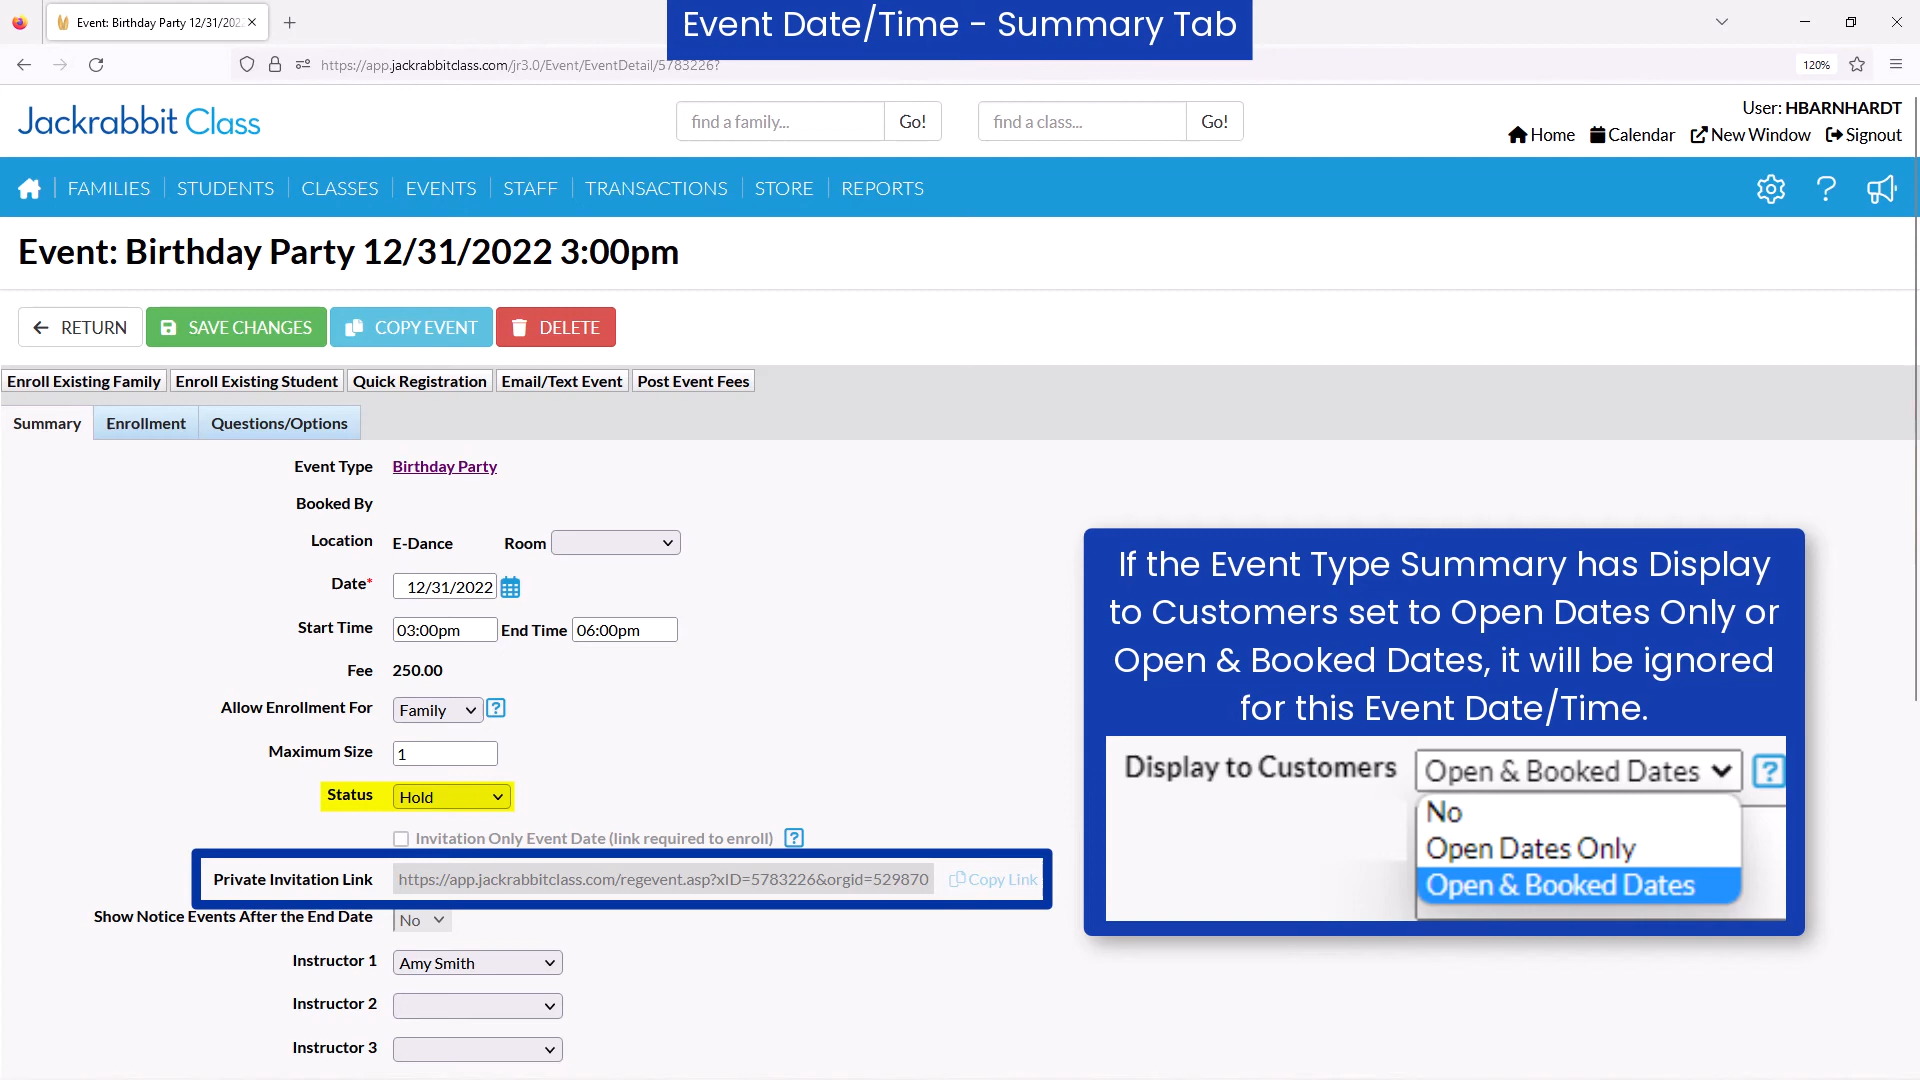 Event: Birthday Party 12/31/202
Event Date/Time - Summary Tab
https://app.jackrabbitclass.com/jr3.0/Event/EventDetail/5783226?
120%
Jackrabbit Class
find a family... Go!
find a class... Go!
User: HBARNHARDT
Home Calendar New Window Signout
FAMILIES STUDENTS CLASSES EVENTS STAFF TRANSACTIONS STORE REPORTS
Event: Birthday Party 12/31/2022 3:00pm
RETURN SAVE CHANGES COPY EVENT DELETE
Enroll Existing Family Enroll Existing Student Quick Registration Email/Text Event Post Event Fees
Summary Enrollment Questions/Options
Event Type Birthday Party
Booked By
Location E-Dance Room
Date* 12/31/2022
Start Time 03:00pm End Time 06:00pm
Fee 250.00
Allow Enrollment For Family ?
Maximum Size 1
Status Hold
Invitation Only Event Date (link required to enroll) ?
Private Invitation Link https://app.jackrabbitclass.com/regevent.asp?xID=5783226&orgid=529870 Copy Link
Show Notice Events After the End Date No
Instructor 1 Amy Smith
Instructor 2
Instructor 3
If the Event Type Summary has Display
to Customers set to Open Dates Only or
Open & Booked Dates, it will be ignored
for this Event Date/Time.
Display to Customers Open & Booked Dates ?
No
Open Dates Only
Open & Booked Dates